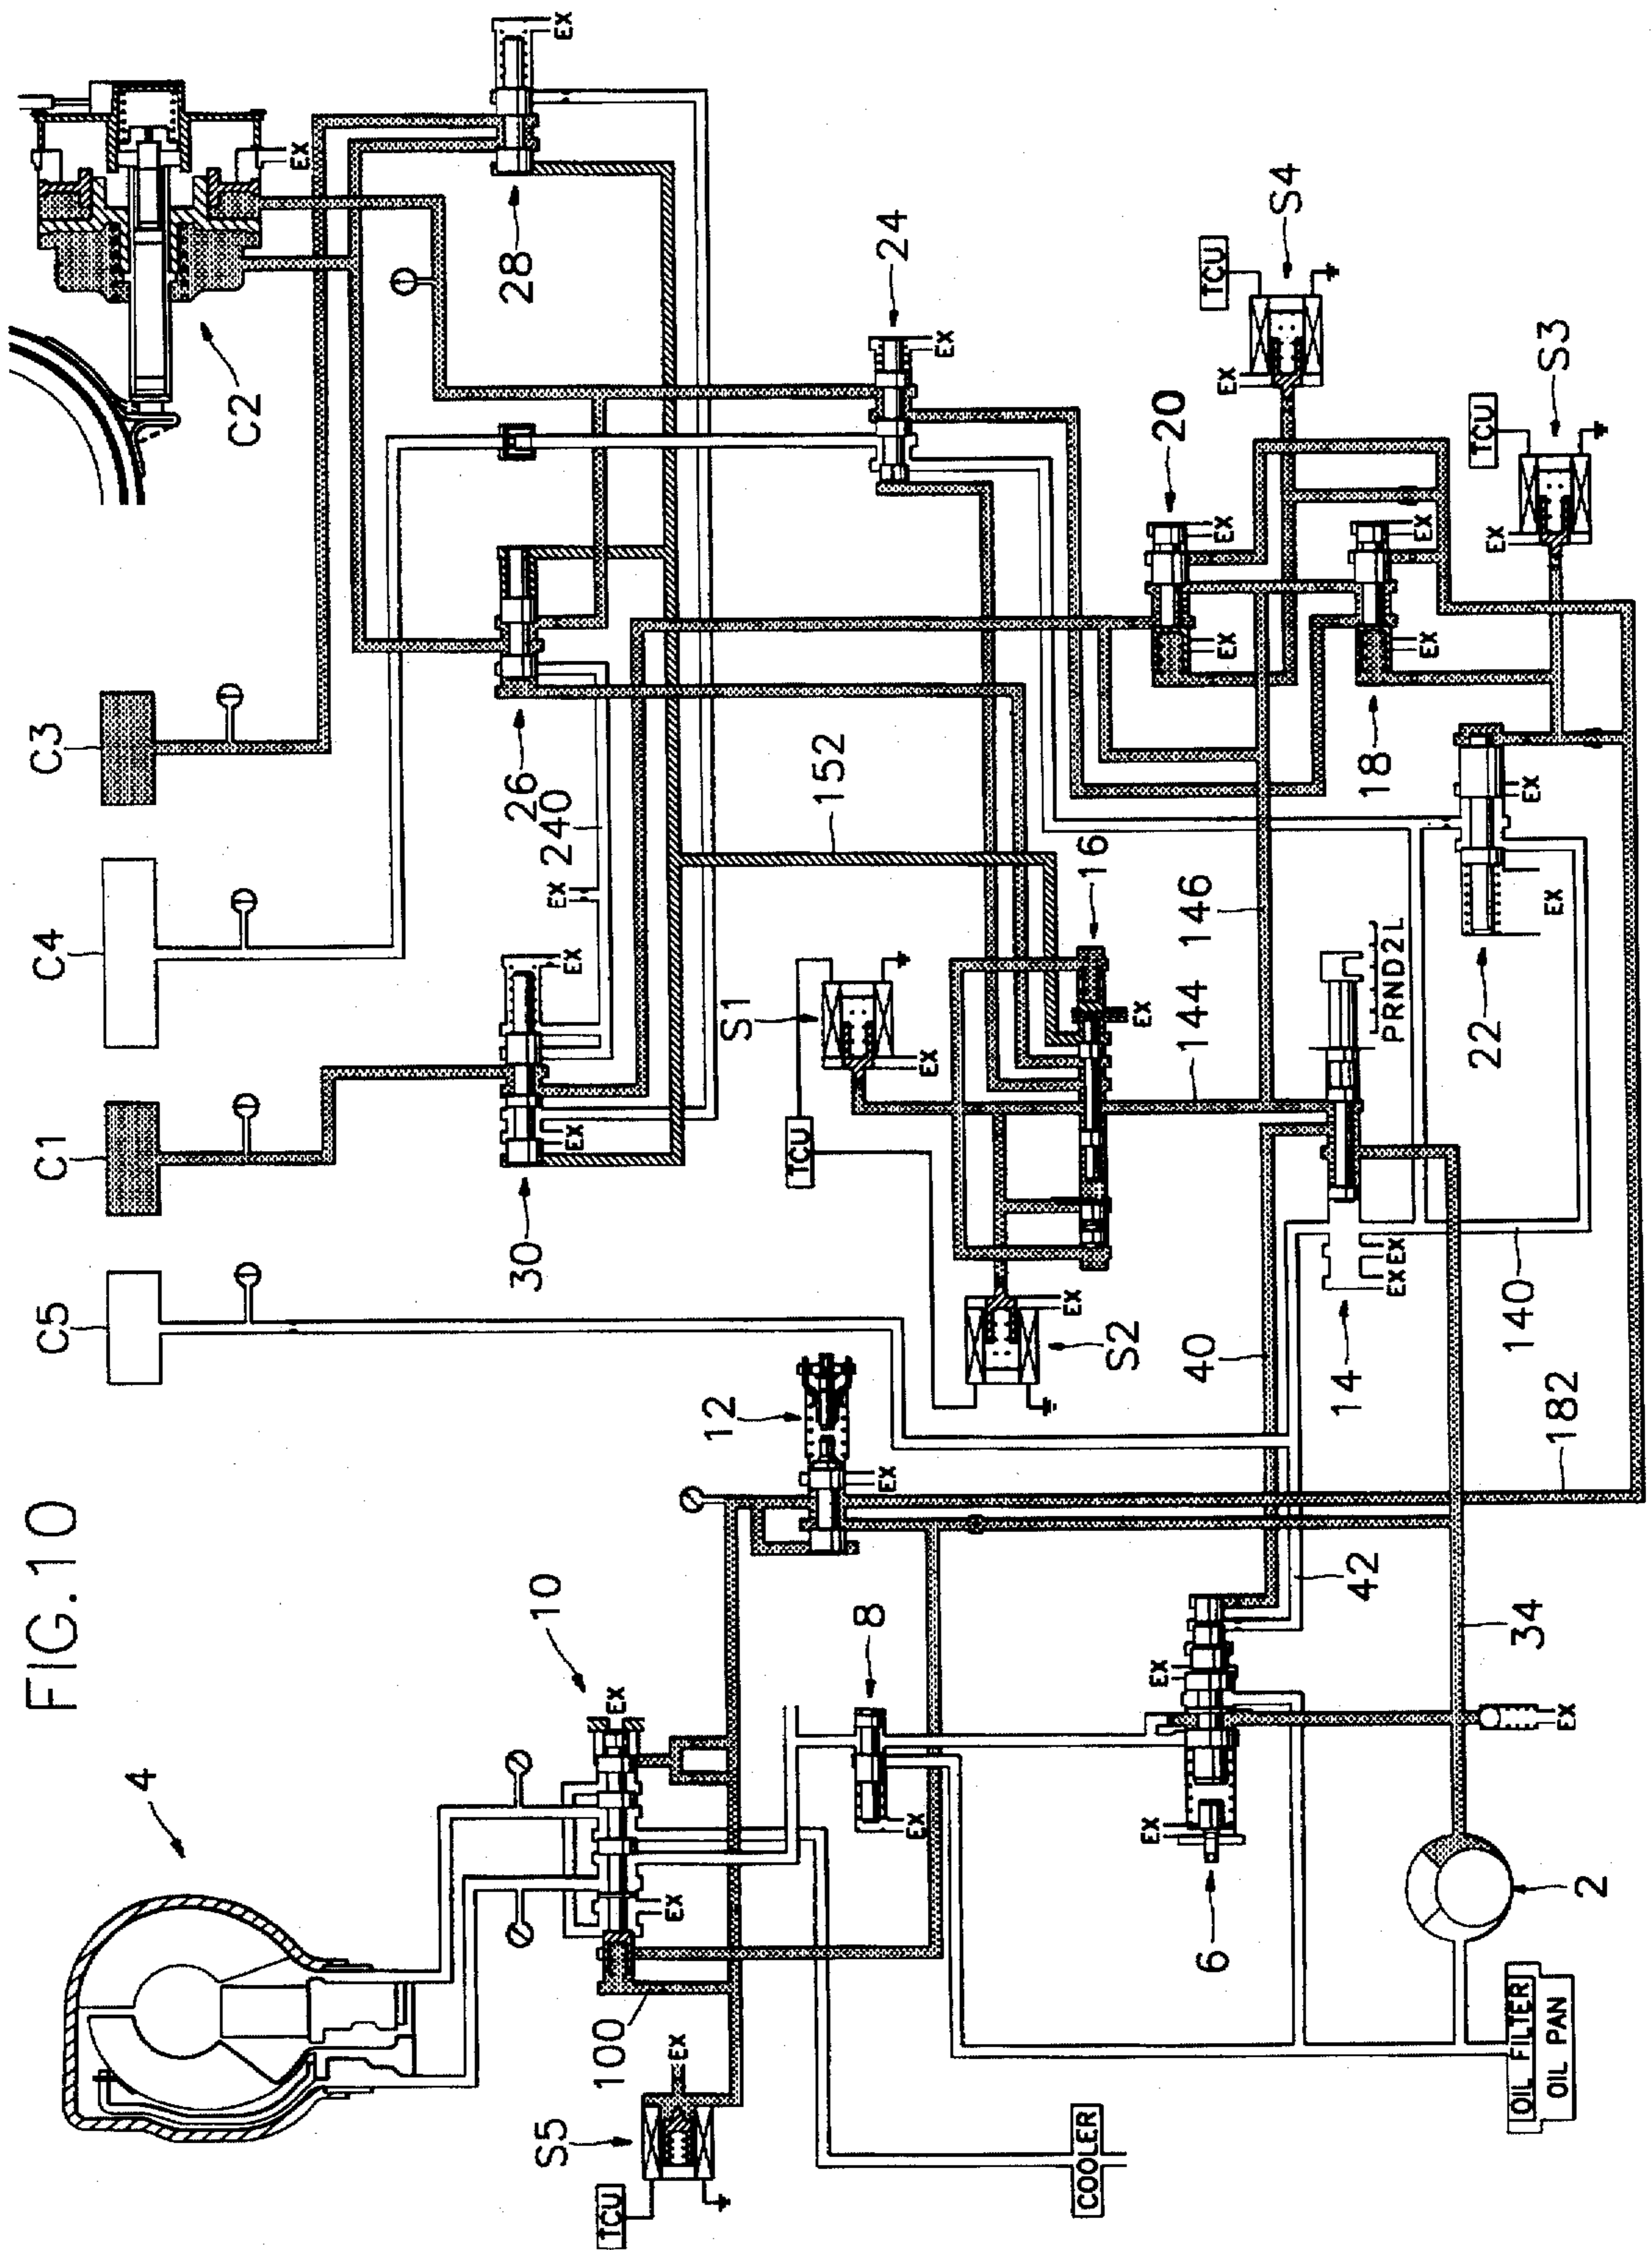 FIG.10
4
C5
C1
C4
C3
C2
EX
EX
28
10
EX
EX
100
S5
TCU
EX
COOLER
30
EX
EX
EX
240
26
12
EX
8
EX
TCU
S1
EX
152
24
EX
S2
EX
16
EX
144
146
20
EX
EX
TCU
S4
EX
40
42
6
EX
EX
14
EX
EX
PRND2L
140
18
EX
EX
22
EX
EX
TCU
S3
EX
182
34
EX
2
OIL FILTER
OIL PAN